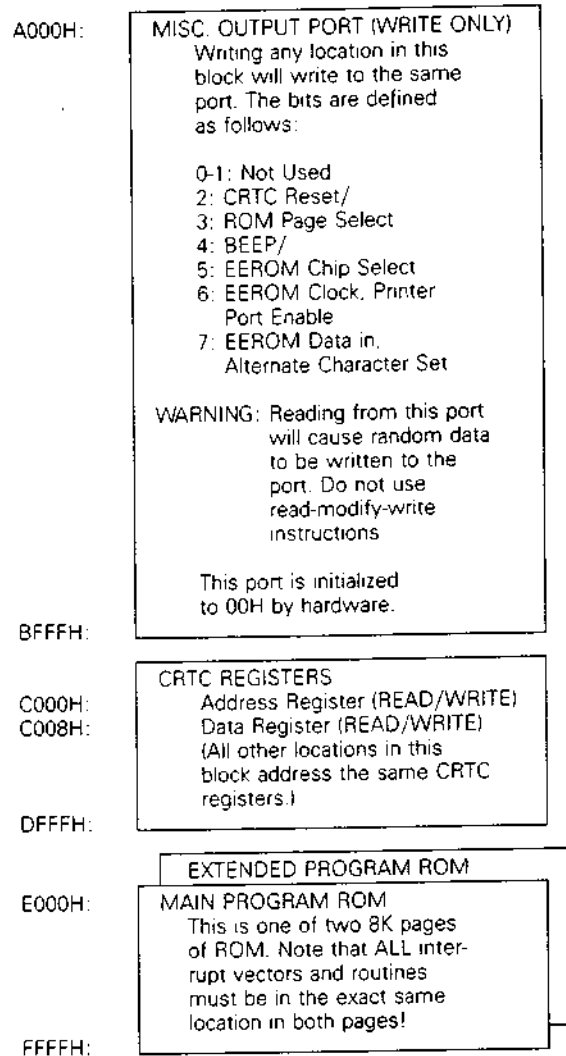 A000H: MISC. OUTPUT PORT (WRITE ONLY)
Writing any location in this
block will write to the same
port. The bits are defined
as follows:
0-1: Not Used
2: CRTC Reset/
3: ROM Page Select
4: BEEP/
5: EEROM Chip Select
6: EEROM Clock, Printer
Port Enable
7: EEROM Data in,
Alternate Character Set
WARNING: Reading from this port
will cause random data
to be written to the
port. Do not use
read-modify-write
instructions
This port is initialized
to 00H by hardware.
BFFFH:
CRTC REGISTERS
C000H: Address Register (READ/WRITE)
C008H: Data Register (READ/WRITE)
(All other locations in this
block address the same CRTC
registers.)
DFFFH:
EXTENDED PROGRAM ROM
E000H: MAIN PROGRAM ROM
This is one of two 8K pages
of ROM. Note that ALL inter-
rupt vectors and routines
must be in the exact same
location in both pages!
FFFFH: